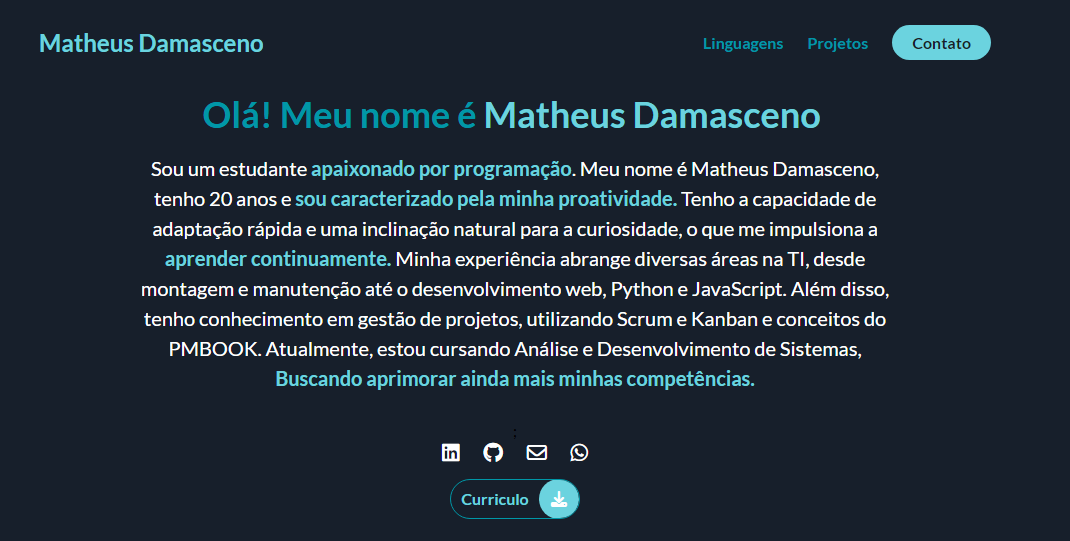 Matheus Damasceno
Linguagens Projetos Contato
Olá! Meu nome é Matheus Damasceno
Sou um estudante apaixonado por programação. Meu nome é Matheus Damasceno,
tenho 20 anos e sou caracterizado pela minha proatividade. Tenho a capacidade de
adaptação rápida e uma inclinação natural para a curiosidade, o que me impulsiona a
aprender continuamente. Minha experiência abrange diversas áreas na TI, desde
montagem e manutenção até o desenvolvimento web, Python e JavaScript. Além disso,
tenho conhecimento em gestão de projetos, utilizando Scrum e Kanban e conceitos do
PMBOOK. Atualmente, estou cursando Análise e Desenvolvimento de Sistemas,
Buscando aprimorar ainda mais minhas competências.
;
in
Curriculo